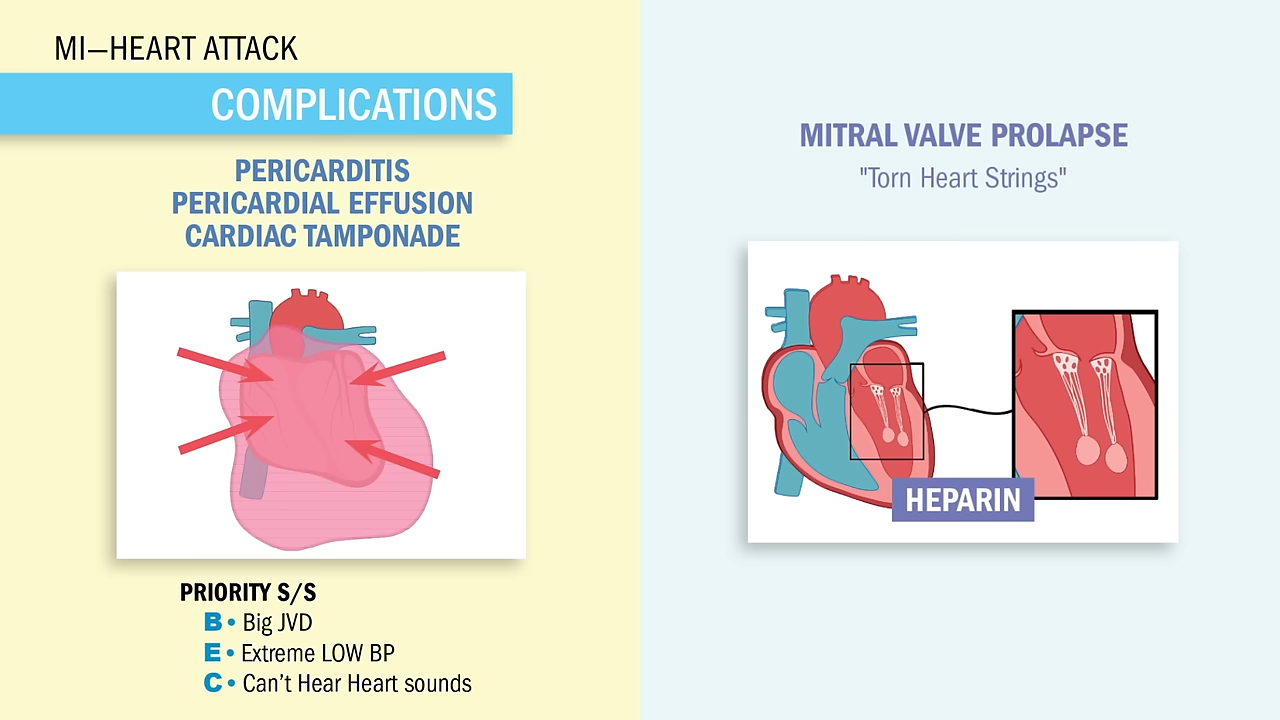 MI—HEART ATTACK
COMPLICATIONS
PERICARDITIS
PERICARDIAL EFFUSION
CARDIAC TAMPONADE
PRIORITY S/S
B • Big JVD
E • Extreme LOW BP
C • Can't Hear Heart sounds
MITRAL VALVE PROLAPSE
"Torn Heart Strings"
HEPARIN